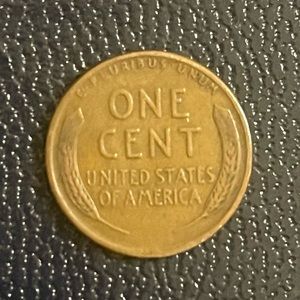 E·PLURIBUS·UNUM
ONE
CENT
UNITED STATES
OF AMERICA